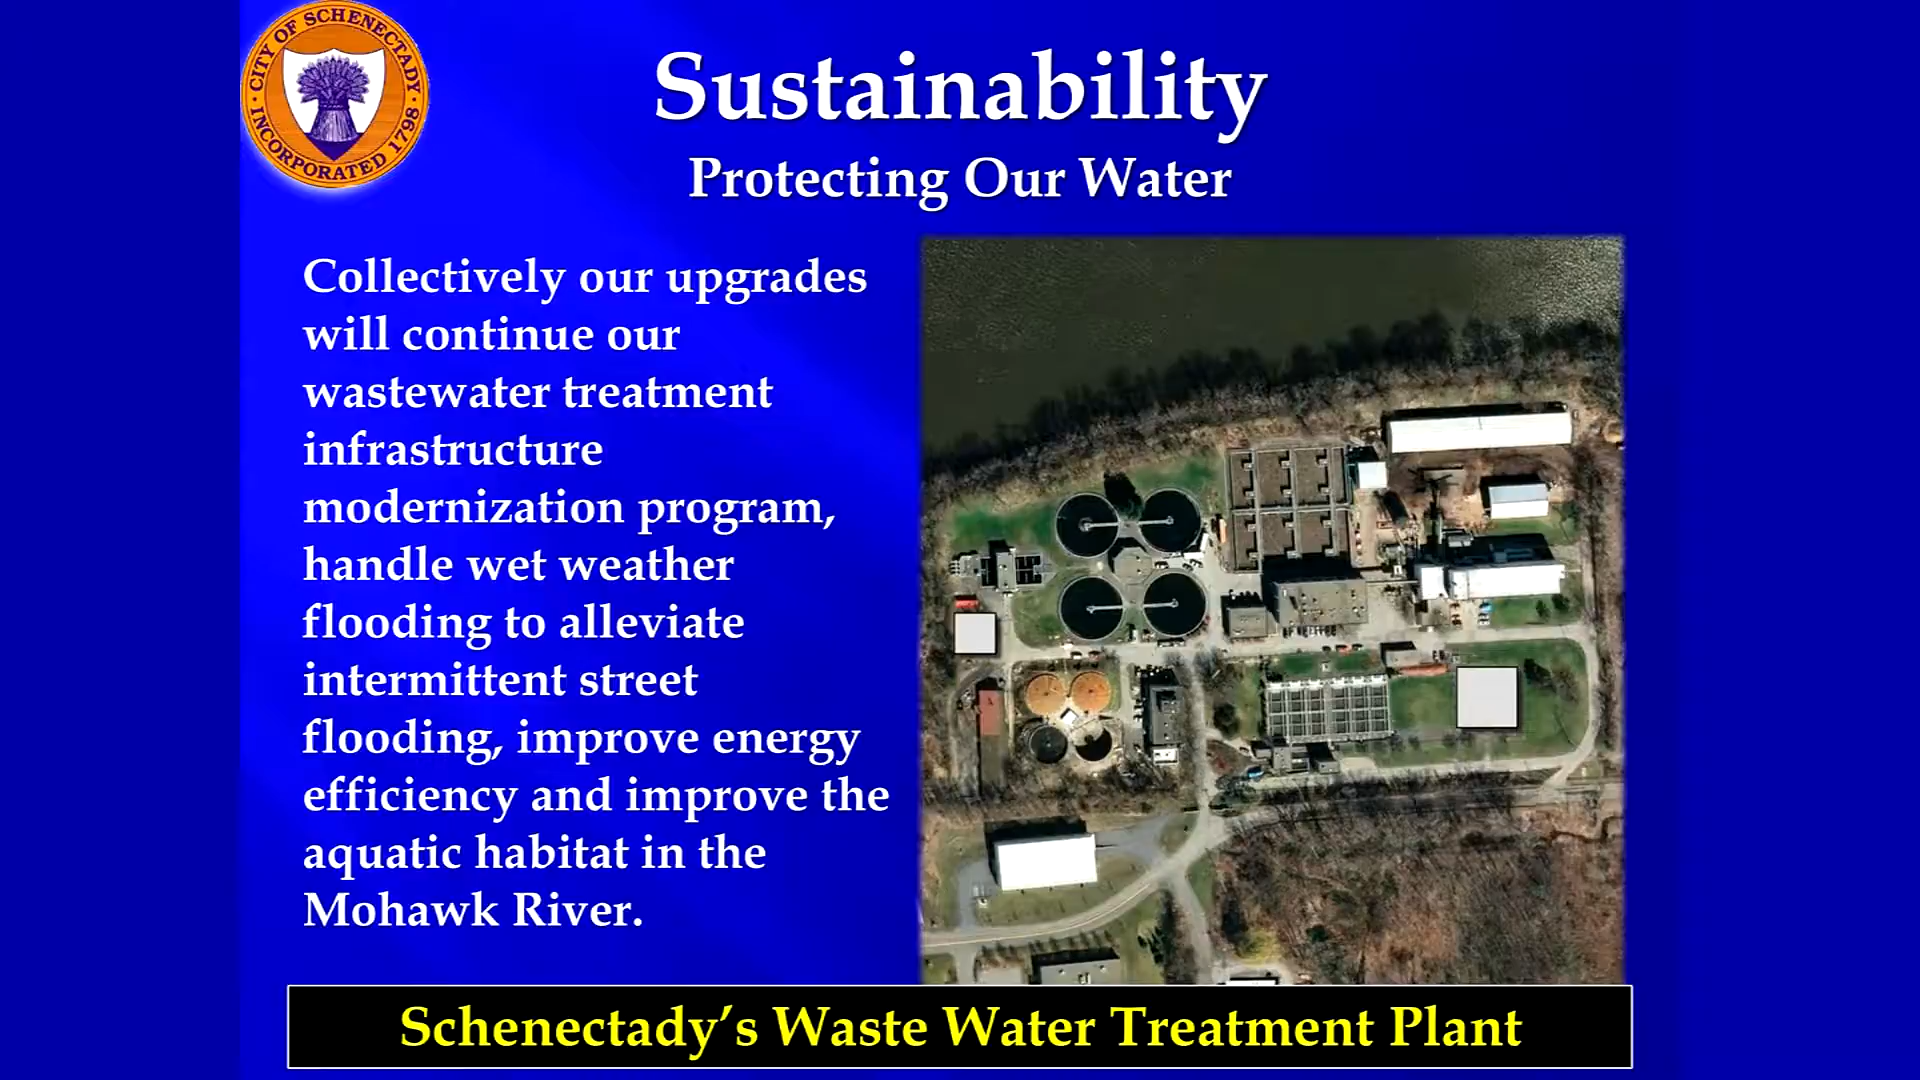 CITY OF SCHENECTADY
INCORPORATED 1798
Sustainability
Protecting Our Water
Collectively our upgrades
will continue our
wastewater treatment
infrastructure
modernization program,
handle wet weather
flooding to alleviate
intermittent street
flooding, improve energy
efficiency and improve the
aquatic habitat in the
Mohawk River.
Schenectady’s Waste Water Treatment Plant